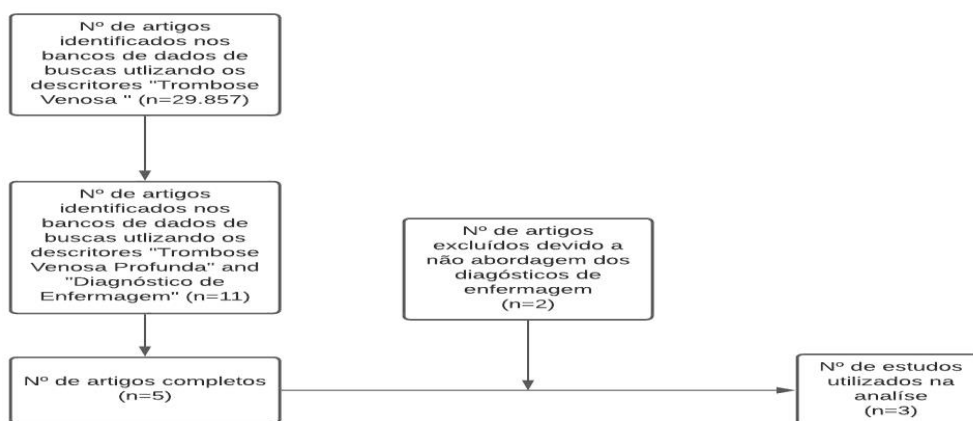 Nº de artigos
identificados nos
bancos de dados de
buscas utlizando os
descritores "Trombose
Venosa " (n=29.857)
Nº de artigos
identificados nos
bancos de dados de
buscas utlizando os
descritores "Trombose
Venosa Profunda" and
"Diagnóstico de
Enfermagem" (n=11)
Nº de artigos
excluídos devido a
não abordagem dos
diagósticos de
enfermagem
(n=2)
Nº de artigos completos
(n=5)
Nº de estudos
utilizados na
analíse
(n=3)